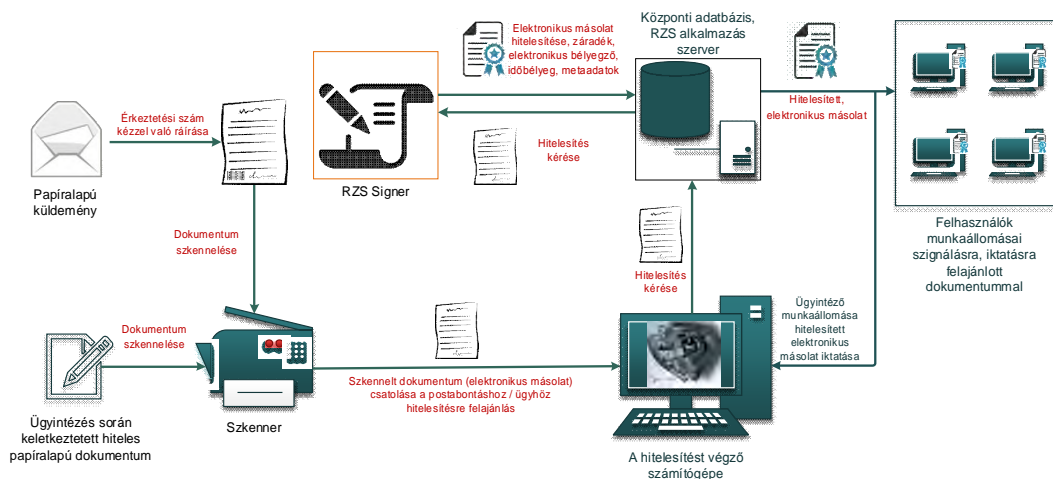 Elektronikus másolat
hitelesítése, záradék,
elektronikus bélyegző,
időbélyeg, metaadatok
Központi adatbázis,
RZS alkalmazás
szerver
Érkeztetési szám
kézzel való ráírása
Hitelesítés
kérése
Hitelesített,
elektronikus másolat
Papíralapú
küldemény
RZS Signer
Felhasználók
munkaállomásai
szignálásra, iktatásra
felajánlott
dokumentummal
Dokumentum
szkennelése
Hitelesítés
kérése
Ügyintéző
munkaállomása
hitelesített
elektronikus
másolat iktatása
Dokumentum
szkennelése
Szkennelt dokumentum (elektronikus másolat)
csatolása a postabontáshoz / ügyhöz
hitelesítésre felajánlás
Ügyintézés során
keletkeztetett hiteles
papíralapú dokumentum
Szkenner
A hitelesítést végző
számítógépe